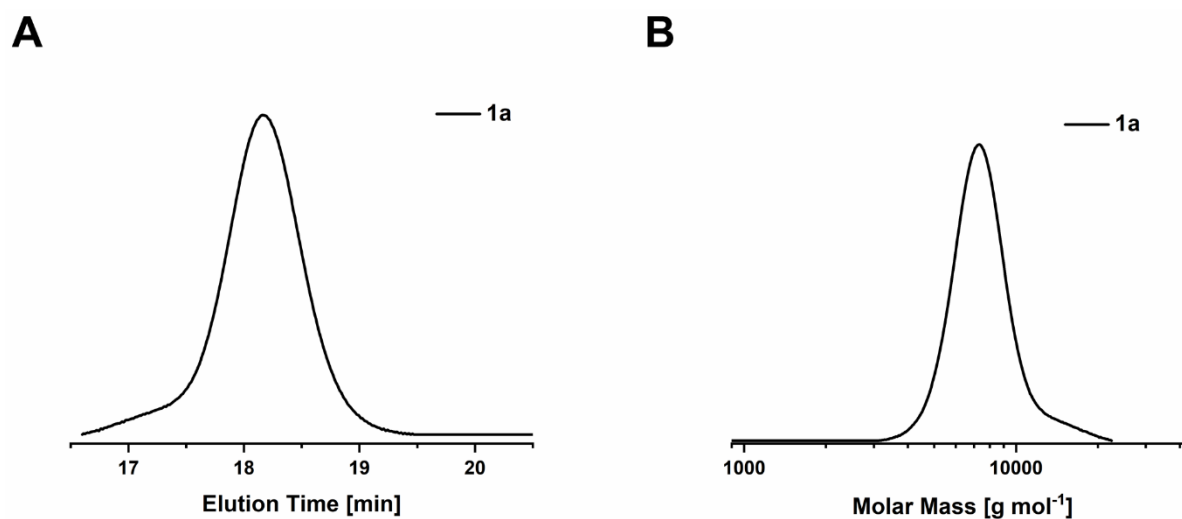 A
1a
17 18 19 20
Elution Time [min]
B
1a
1000 10000
Molar Mass [g mol⁻¹]